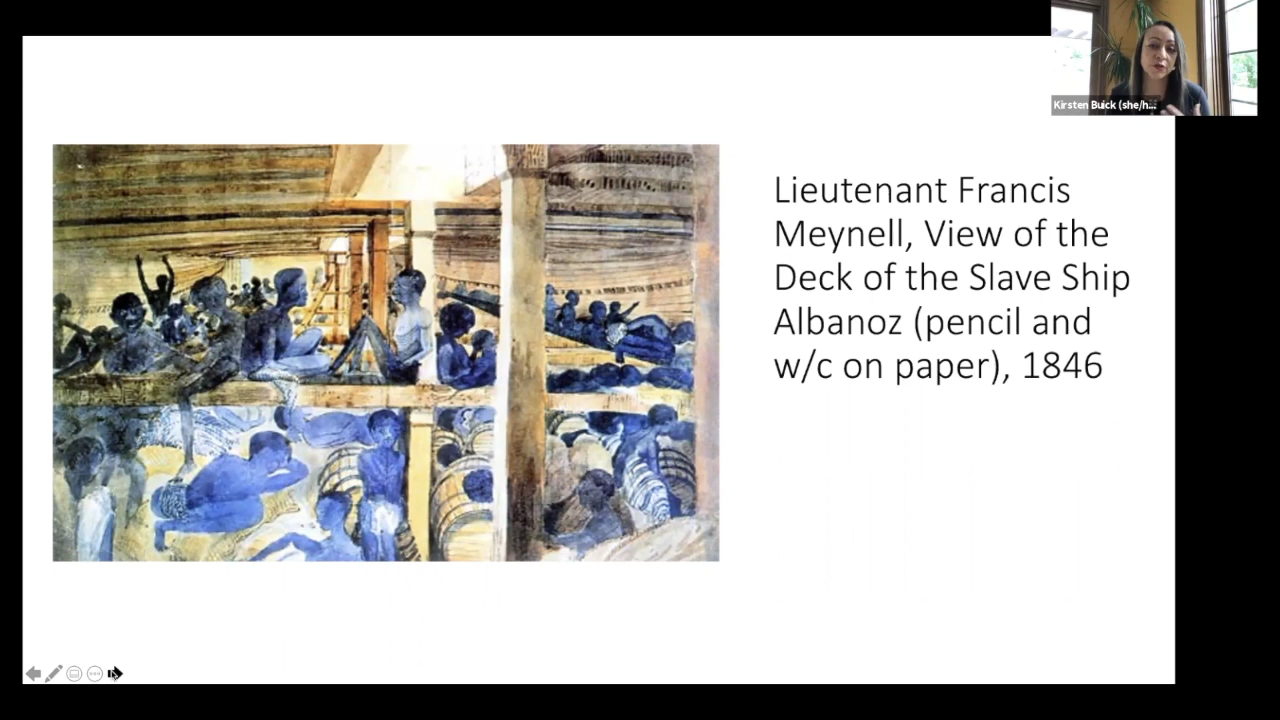 Kirsten Buick (she/h...
Lieutenant Francis
Meynell, View of the
Deck of the Slave Ship
Albanoz (pencil and
w/c on paper), 1846